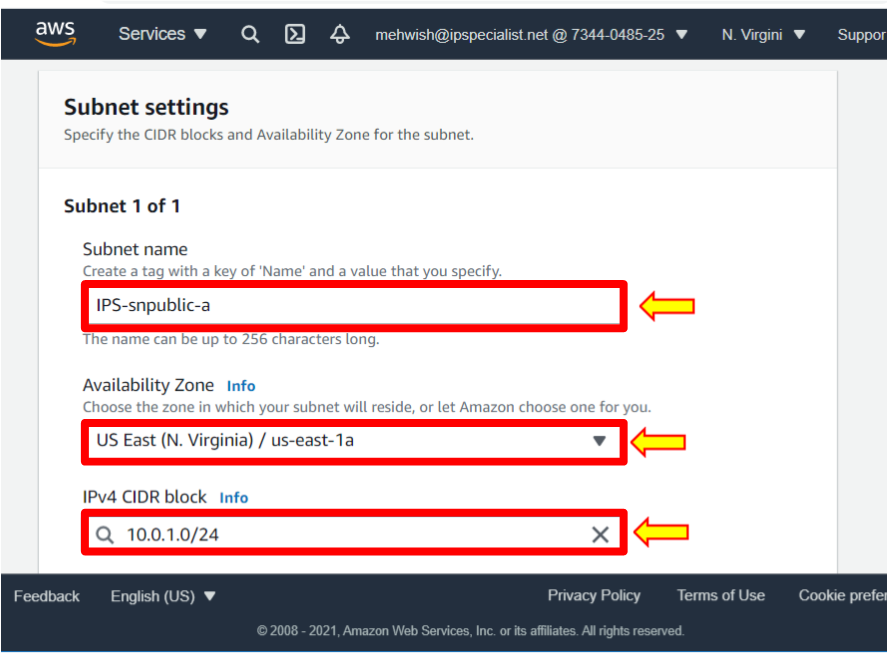 aws Services mehwish@ipspecialist.net @ 7344-0485-25 N. Virgini Suppor
Subnet settings
Specify the CIDR blocks and Availability Zone for the subnet.
Subnet 1 of 1
Subnet name
Create a tag with a key of 'Name' and a value that you specify.
IPS-snpublic-a
The name can be up to 256 characters long.
Availability Zone Info
Choose the zone in which your subnet will reside, or let Amazon choose one for you.
US East (N. Virginia) / us-east-1a
IPv4 CIDR block Info
10.0.1.0/24
Feedback English (US) Privacy Policy Terms of Use Cookie prefer
© 2008 - 2021, Amazon Web Services, Inc. or its affiliates. All rights reserved.